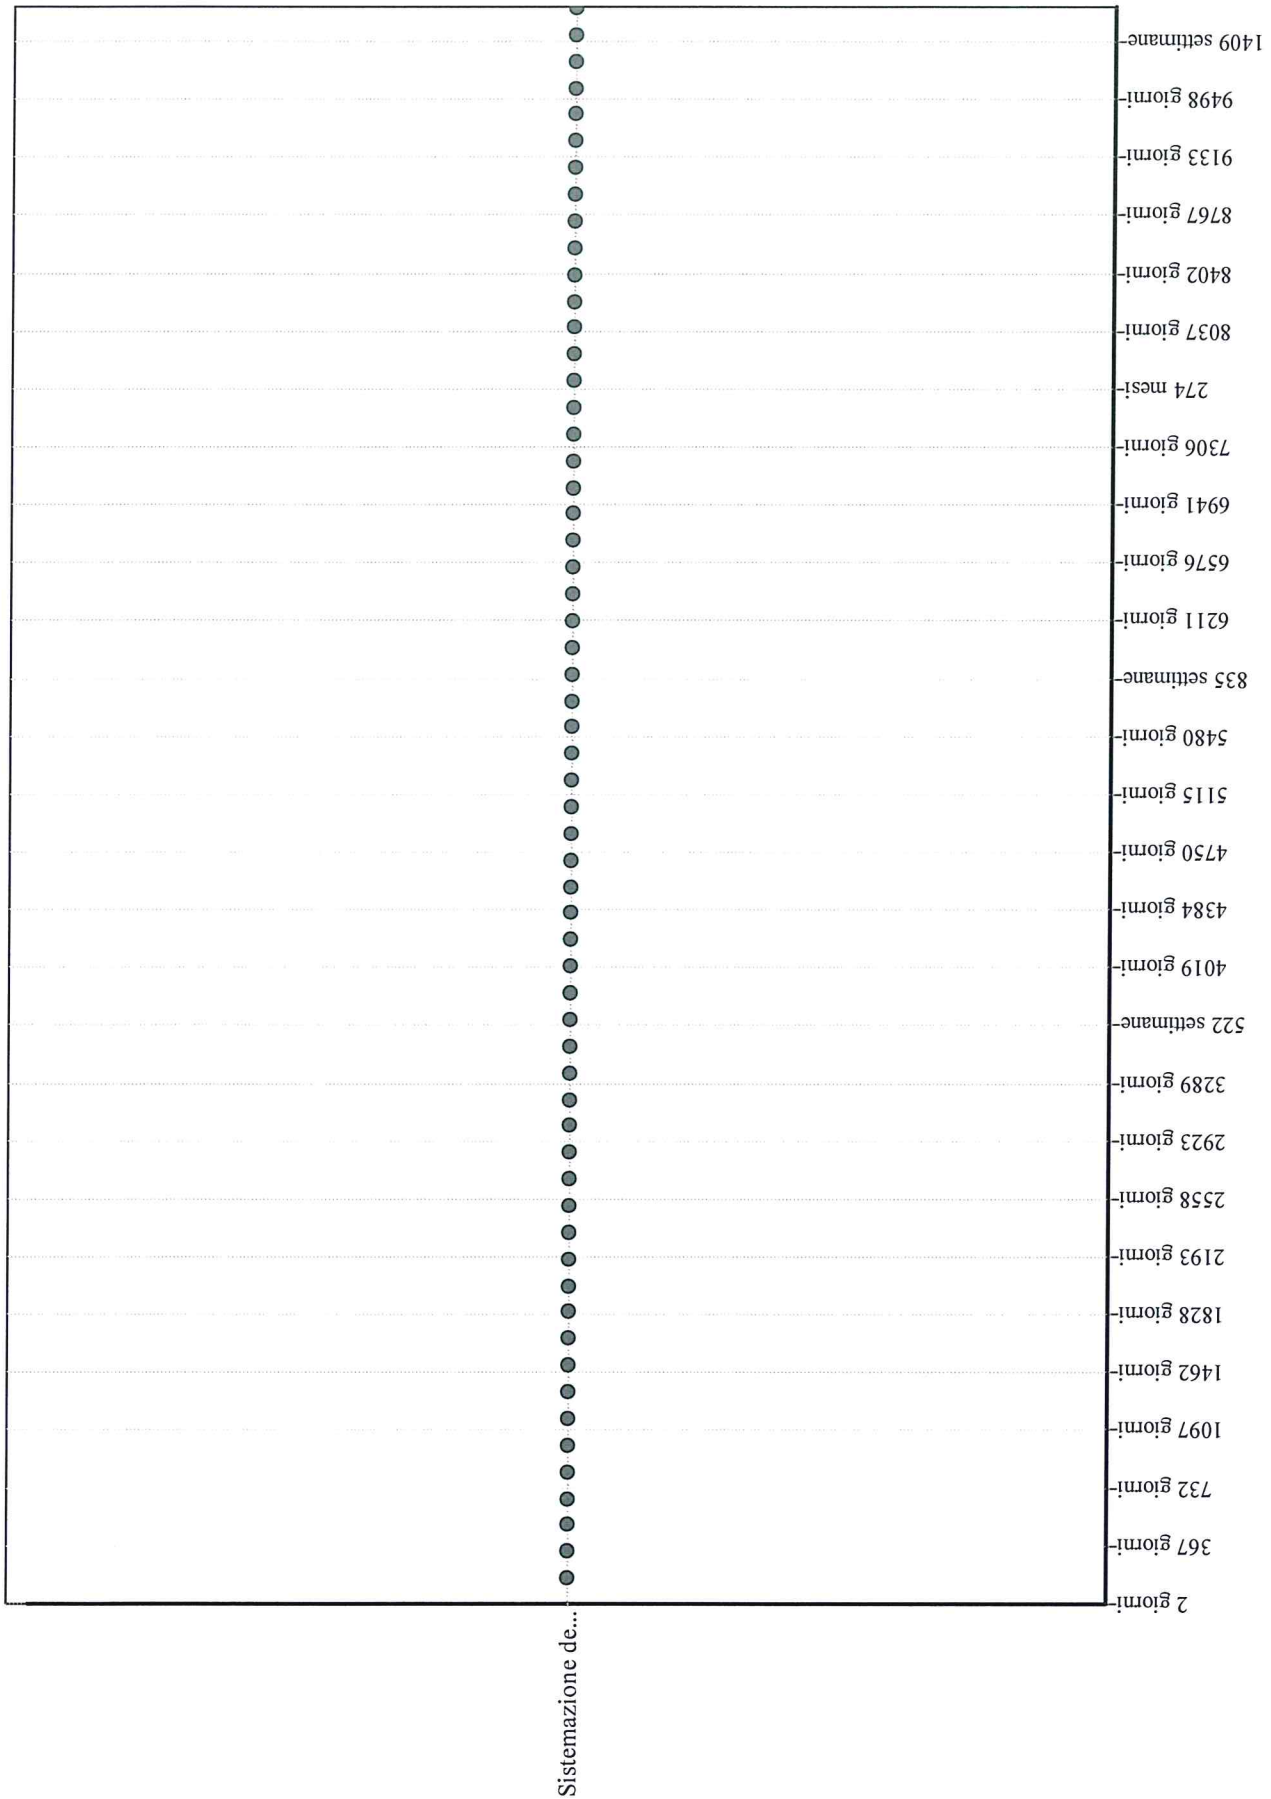 1409 settimane
9498 giorni
9133 giorni
8767 giorni
8402 giorni
8037 giorni
274 mesi
7306 giorni
6941 giorni
6576 giorni
6211 giorni
835 settimane
5480 giorni
5115 giorni
4750 giorni
4384 giorni
4019 giorni
522 settimane
3289 giorni
2923 giorni
2558 giorni
2193 giorni
1828 giorni
1462 giorni
1097 giorni
732 giorni
367 giorni
2 giorni
Sistemazione de...